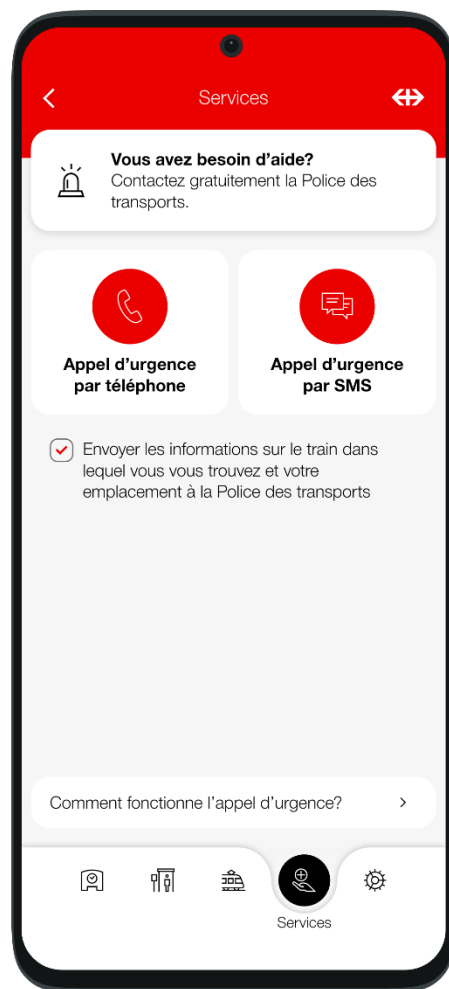 Services
Vous avez besoin d’aide?
Contactez gratuitement la Police des
transports.
Appel d’urgence
par téléphone
Appel d’urgence
par SMS
Envoyer les informations sur le train dans
lequel vous vous trouvez et votre
emplacement à la Police des transports
Comment fonctionne l’appel d’urgence?
Services